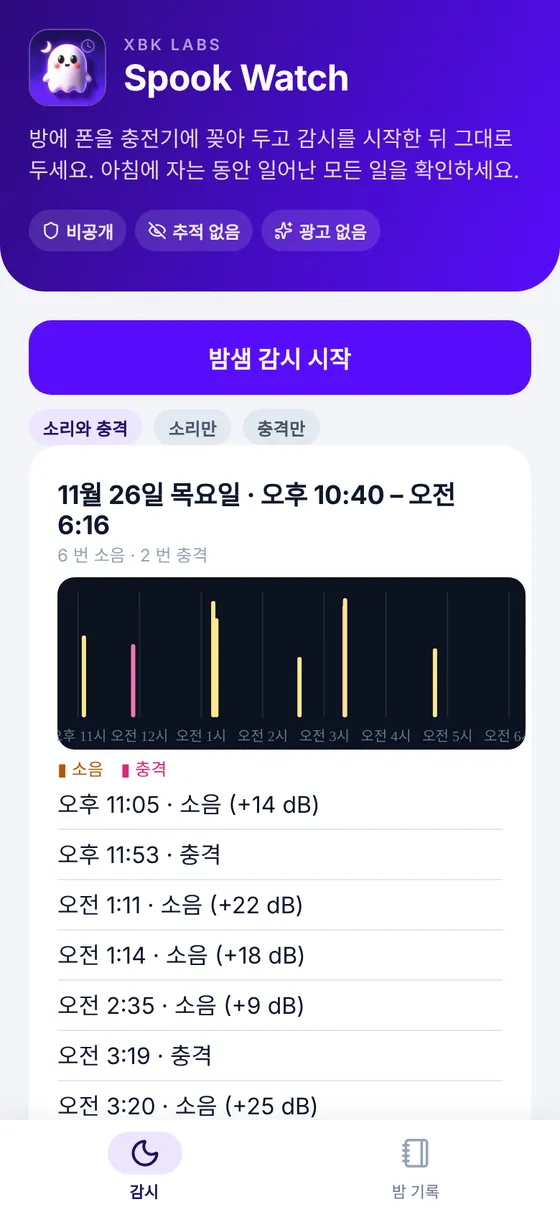 XBK LABS
Spook Watch
방에 폰을 충전기에 꽂아 두고 감시를 시작한 뒤 그대로
두세요. 아침에 자는 동안 일어난 모든 일을 확인하세요.
비공개
추적 없음
광고 없음
밤샘 감시 시작
소리와 충격
소리만
충격만
11월 26일 목요일 · 오후 10:40 – 오전
6:16
6 번 소음 · 2 번 충격
오후 11시 오전 12시 오전 1시 오전 2시 오전 3시 오전 4시 오전 5시 오전 6
소음 충격
오후 11:05 · 소음 (+14 dB)
오후 11:53 · 충격
오전 1:11 · 소음 (+22 dB)
오전 1:14 · 소음 (+18 dB)
오전 2:35 · 소음 (+9 dB)
오전 3:19 · 충격
오전 3:20 · 소음 (+25 dB)
감시
밤 기록